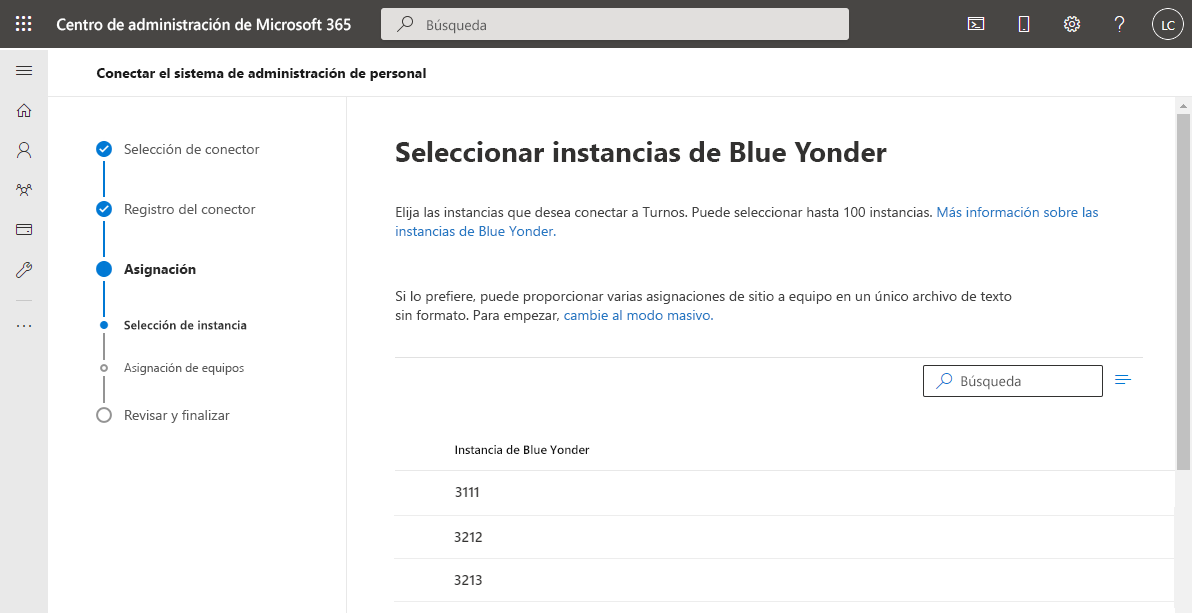 Centro de administración de Microsoft 365
Búsqueda
LC
Conectar el sistema de administración de personal
Selección de conector
Registro del conector
Asignación
Selección de instancia
Asignación de equipos
Revisar y finalizar
Seleccionar instancias de Blue Yonder
Elija las instancias que desea conectar a Turnos. Puede seleccionar hasta 100 instancias. Más información sobre las
instancias de Blue Yonder.
Si lo prefiere, puede proporcionar varias asignaciones de sitio a equipo en un único archivo de texto
sin formato. Para empezar, cambie al modo masivo.
Búsqueda
Instancia de Blue Yonder
3111
3212
3213